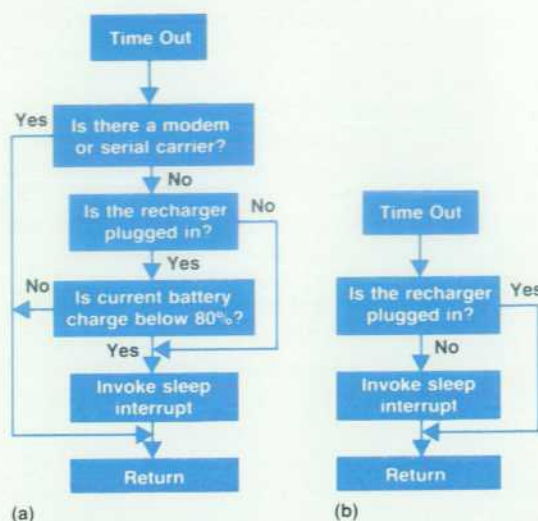 Time Out
Yes
Is there a modem
or serial carrier?
No
Is the recharger
plugged in?
No
Yes
No
Is current battery
charge below 80%?
Yes
Invoke sleep
interrupt
Return
(a)
Time Out
Is the recharger
plugged in?
Yes
No
Invoke sleep
interrupt
Return
(b)